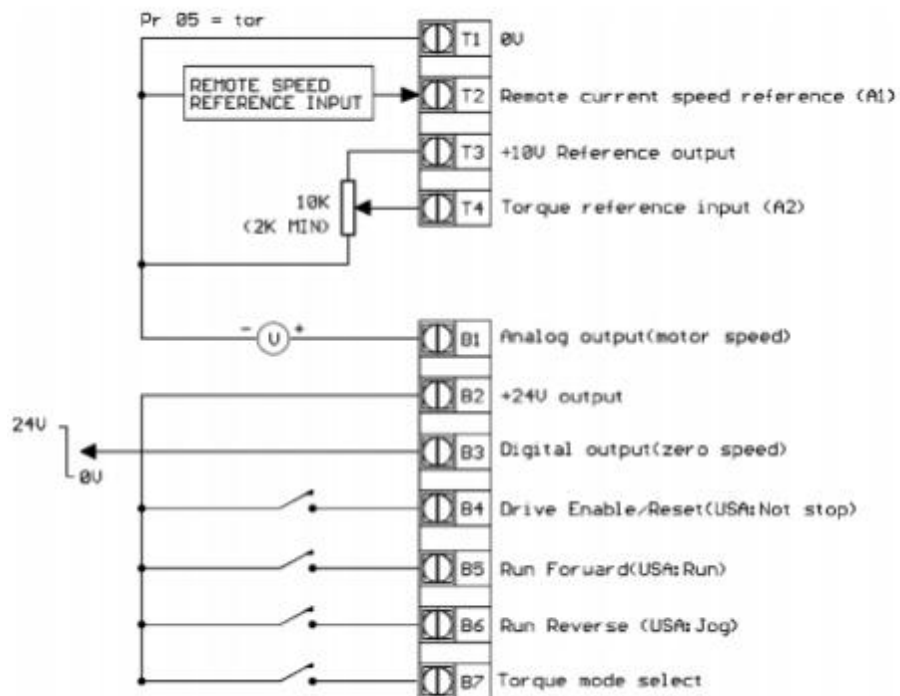 Pr 05 = tor
T1 0V
REMOTE SPEED
REFERENCE INPUT
T2 Remote current speed reference (A1)
T3 +10V Reference output
10K
(2K MIN)
T4 Torque reference input (A2)
- V +
B1 Analog output(motor speed)
B2 +24V output
24V
0V
B3 Digital output(zero speed)
B4 Drive Enable/Reset(USA:Not stop)
B5 Run Forward(USA:Run)
B6 Run Reverse (USA:Jog)
B7 Torque mode select